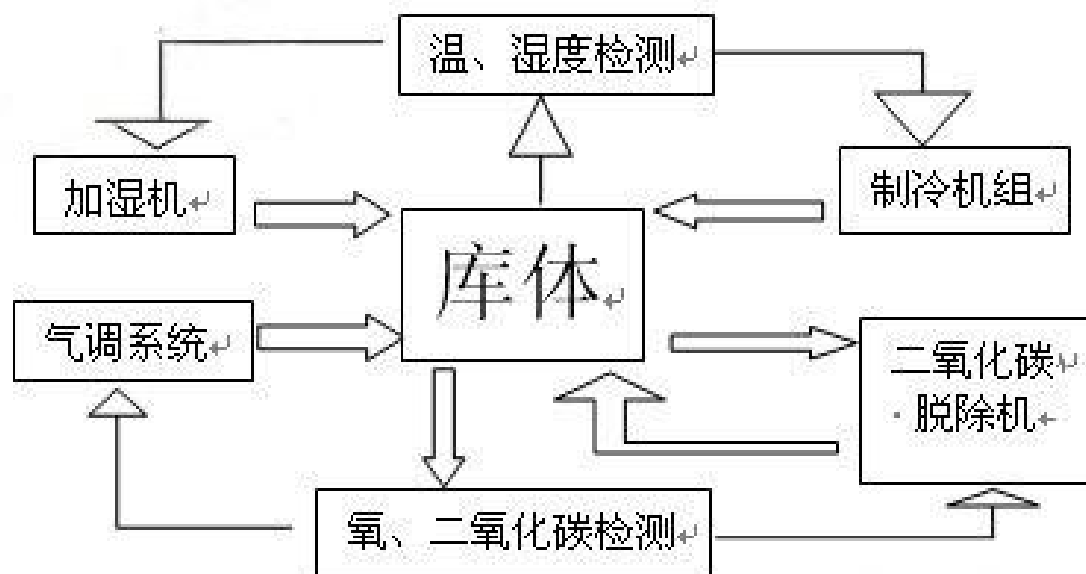 温、湿度检测
加湿机
制冷机组
库体
气调系统
二氧化碳
脱除机
氧、二氧化碳检测